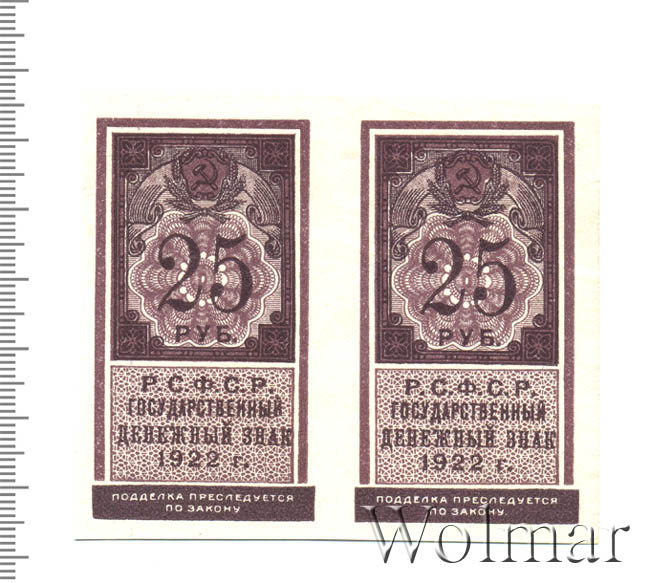 25
РУБ.
Р.С.Ф.С.Р.
ГОСУДАРСТВЕННЫЙ
ДЕНЕЖНЫЙ ЗНАК
1922 г.
ПОДДЕЛКА ПРЕСЛЕДУЕТСЯ
ПО ЗАКОНУ
25
РУБ.
Р.С.Ф.С.Р.
ГОСУДАРСТВЕННЫЙ
ДЕНЕЖНЫЙ ЗНАК
1922 г.
ПОДДЕЛКА ПРЕСЛЕДУЕТСЯ
ПО ЗАКОНУ.
Wolmar